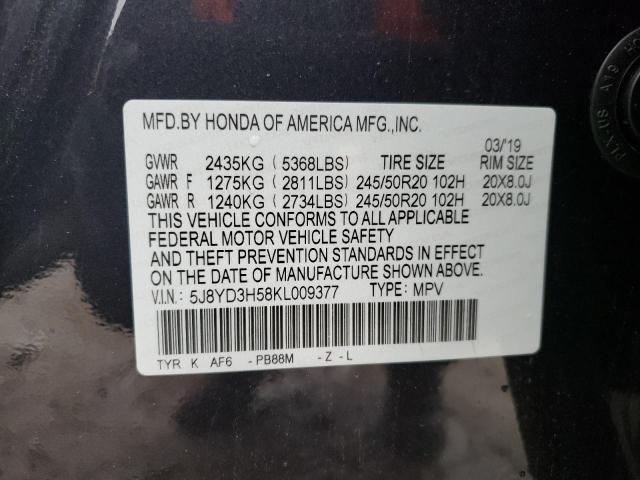 MFD.BY HONDA OF AMERICA MFG.,INC.
03/'19
GVWR 2435KG ( 5368LBS) TIRE SIZE RIM SIZE
GAWR F 1275KG ( 2811LBS) 245/50R20 102H 20X8.0J
GAWR R 1240KG ( 2734LBS) 245/50R20 102H 20X8.0J
THIS VEHICLE CONFORMS TO ALL APPLICABLE
FEDERAL MOTOR VEHICLE SAFETY
AND THEFT PREVENTION STANDARDS IN EFFECT
ON THE DATE OF MANUFACTURE SHOWN ABOVE.
V.I.N.: 5J8YD3H58KL009377 TYPE: MPV
TYR K AF6 -PB88M -Z -L
A19